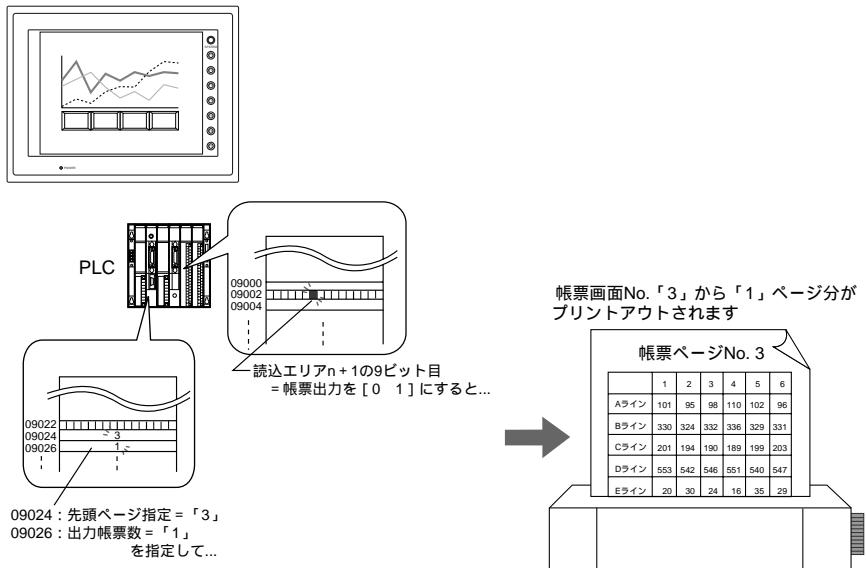 PLC
09000
09002
09004
読込エリアn + 1の9ビット目
= 帳票出力を [ 0 1 ] にすると...
09022
09024
09026
3
1
09024 : 先頭ページ指定 = 「3」
09026 : 出力帳票数 = 「1」
を指定して...
帳票画面No.「3」から「1」ページ分が
プリントアウトされます
帳票ページNo. 3
1 2 3 4 5 6
Aライン 101 95 98 110 102 96
Bライン 330 324 332 336 329 331
Cライン 201 194 190 189 199 203
Dライン 553 542 546 551 540 547
Eライン 20 30 24 16 35 29